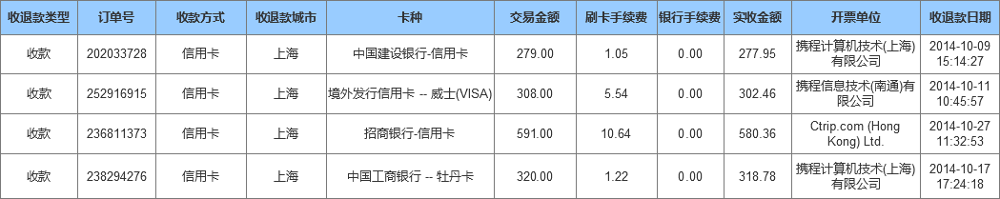 收退款类型 订单号 收款方式 收退款城市 卡种 交易金额 刷卡手续费 银行手续费 实收金额 开票单位 收退款日期
收款 202033728 信用卡 上海 中国建设银行-信用卡 279.00 1.05 0.00 277.95 携程计算机技术(上海) 2014-10-09
有限公司 15:14:27
收款 252916915 信用卡 上海 境外发行信用卡 -- 威士(VISA) 308.00 5.54 0.00 302.46 携程信息技术(南通)有 2014-10-11
限公司 10:45:57
收款 236811373 信用卡 上海 招商银行-信用卡 591.00 10.64 0.00 580.36 Ctrip.com (Hong 2014-10-27
Kong) Ltd. 11:32:53
收款 238294276 信用卡 上海 中国工商银行 -- 牡丹卡 320.00 1.22 0.00 318.78 携程计算机技术(上海) 2014-10-17
有限公司 17:24:18